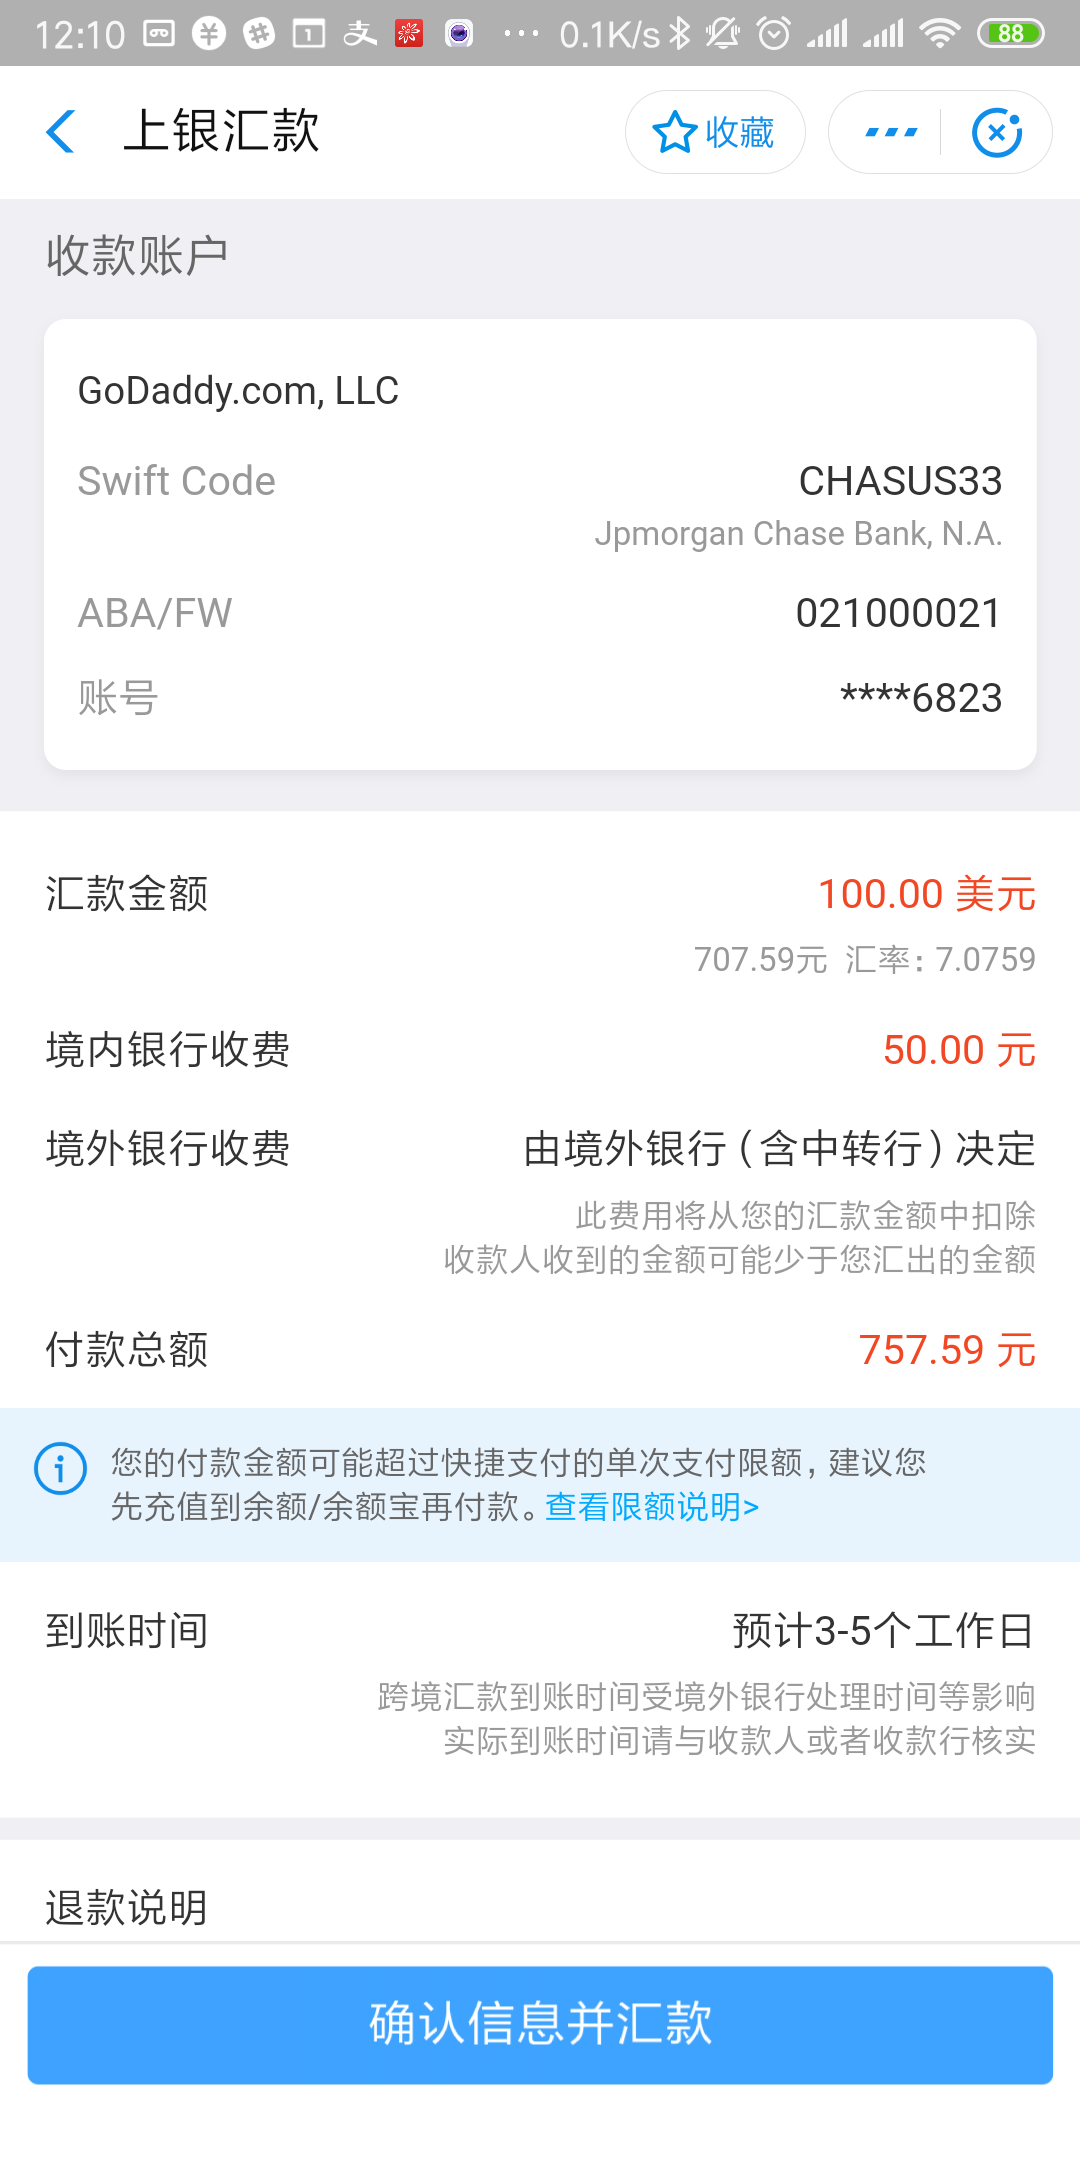 12:10 ¥ 1 支 ... 0.1K/s 88
上银汇款
收藏
收款账户
GoDaddy.com, LLC
Swift Code CHASUS33
Jpmorgan Chase Bank, N.A.
ABA/FW 021000021
账号 ****6823
汇款金额 100.00 美元
707.59元 汇率：7.0759
境内银行收费 50.00 元
境外银行收费 由境外银行（含中转行）决定
此费用将从您的汇款金额中扣除
收款人收到的金额可能少于您汇出的金额
付款总额 757.59 元
您的付款金额可能超过快捷支付的单次支付限额，建议您
先充值到余额/余额宝再付款。查看限额说明>
到账时间 预计3-5个工作日
跨境汇款到账时间受境外银行处理时间等影响
实际到账时间请与收款人或者收款行核实
退款说明
确认信息并汇款